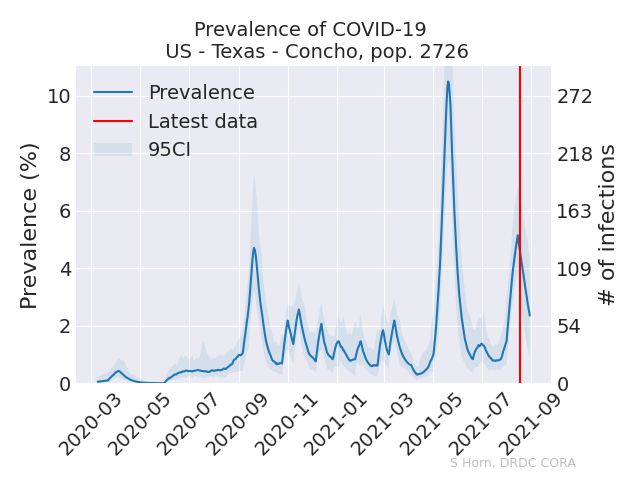 Prevalence of COVID-19
US - Texas - Concho, pop. 2726
Prevalence
Latest data
95CI
Prevalence (%)
10
8
6
4
2
0
# of infections
272
218
163
109
54
0
2020-03
2020-05
2020-07
2020-09
2020-11
2021-01
2021-03
2021-05
2021-07
2021-09
S Horn, DRDC CORA